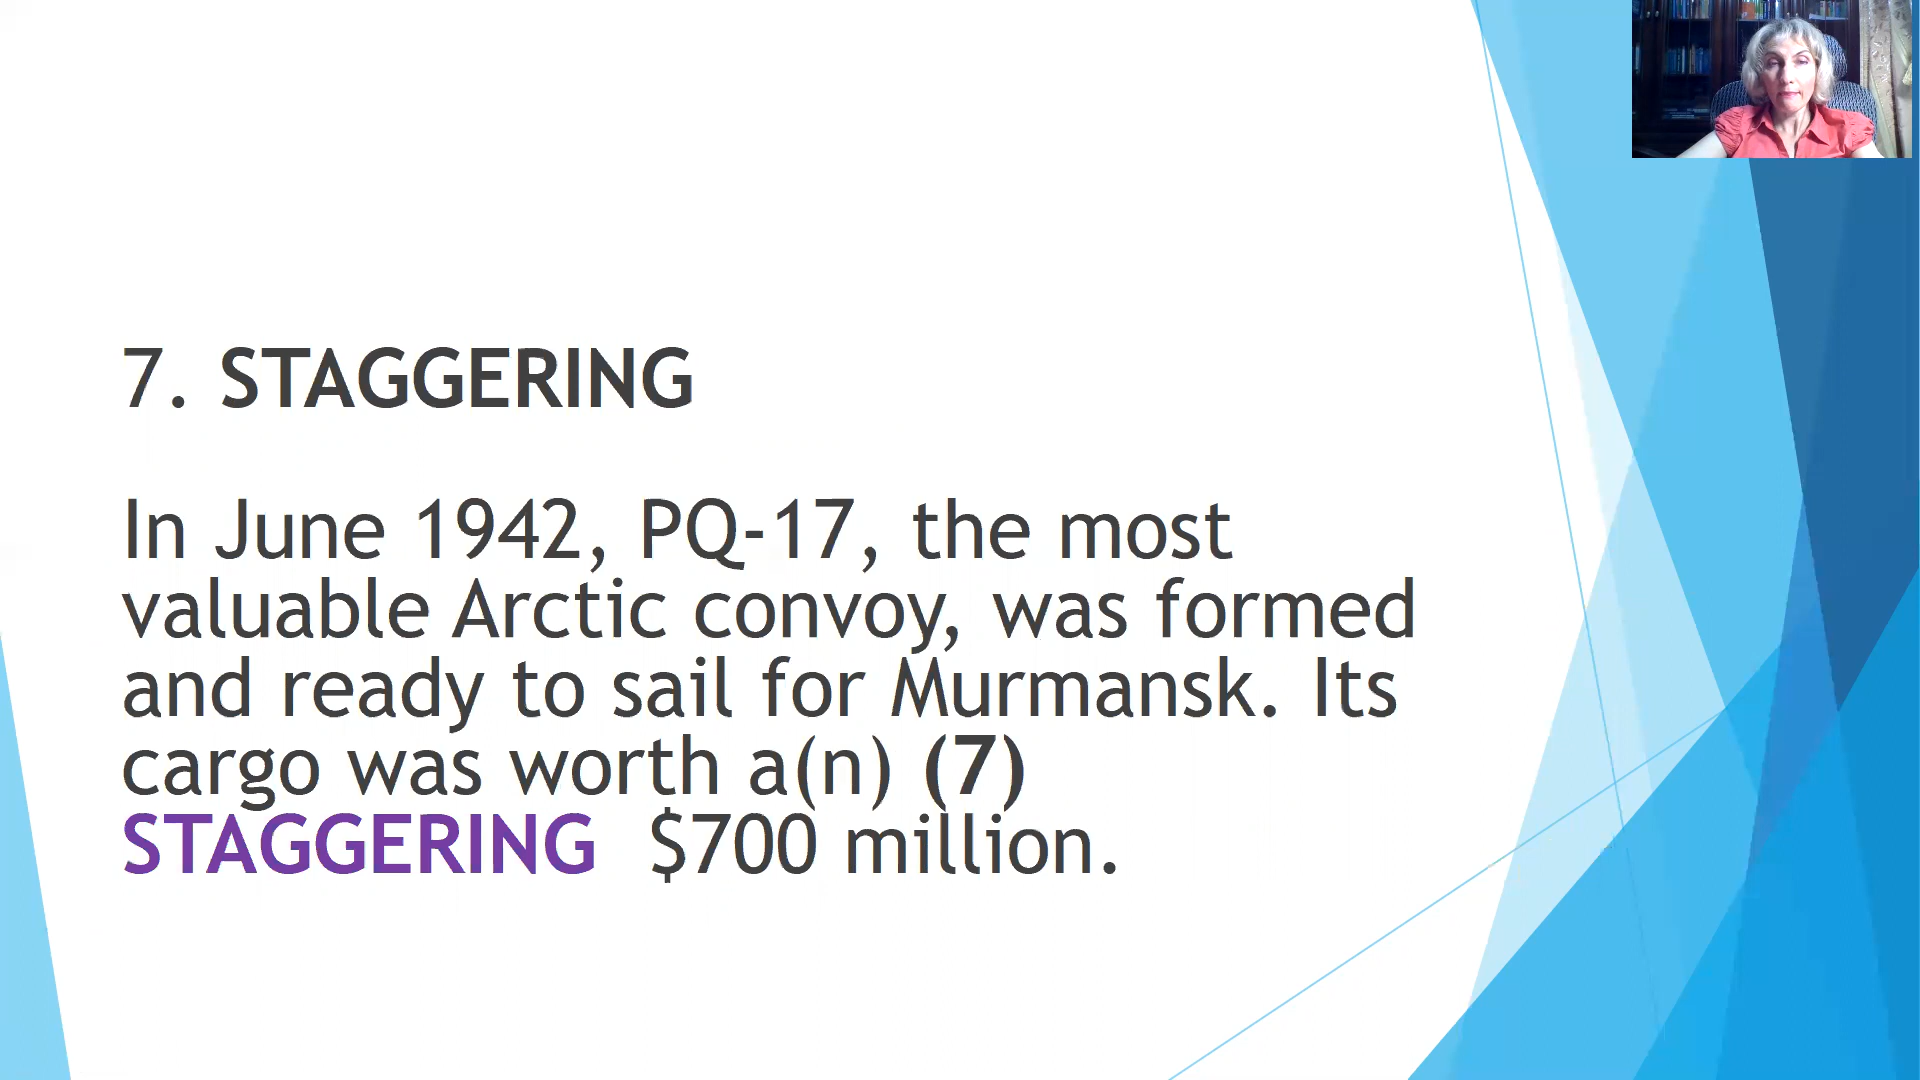 7. STAGGERING
In June 1942, PQ-17, the most
valuable Arctic convoy, was formed
and ready to sail for Murmansk. Its
cargo was worth a(n) (7)
STAGGERING $700 million.